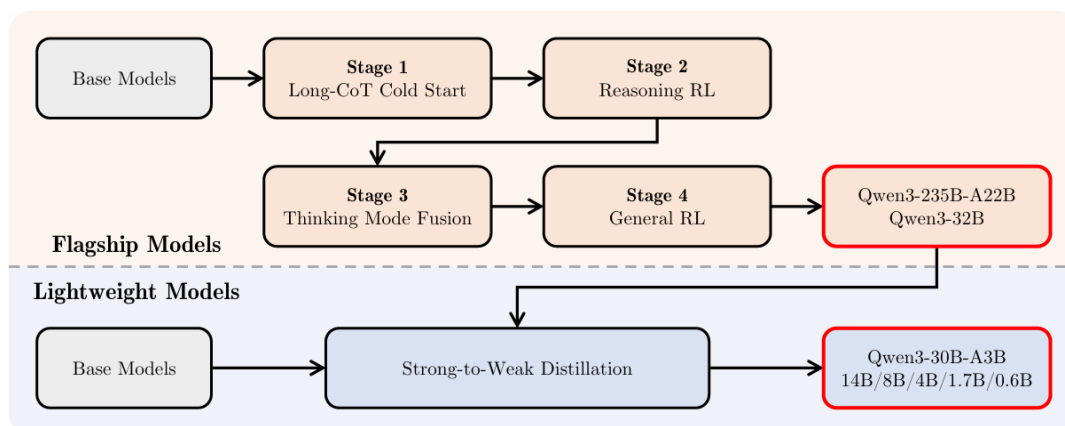 Base Models
Stage 1
Long-CoT Cold Start
Stage 2
Reasoning RL
Stage 3
Thinking Mode Fusion
Stage 4
General RL
Qwen3-235B-A22B
Qwen3-32B
Flagship Models
Lightweight Models
Base Models
Strong-to-Weak Distillation
Qwen3-30B-A3B
14B/8B/4B/1.7B/0.6B